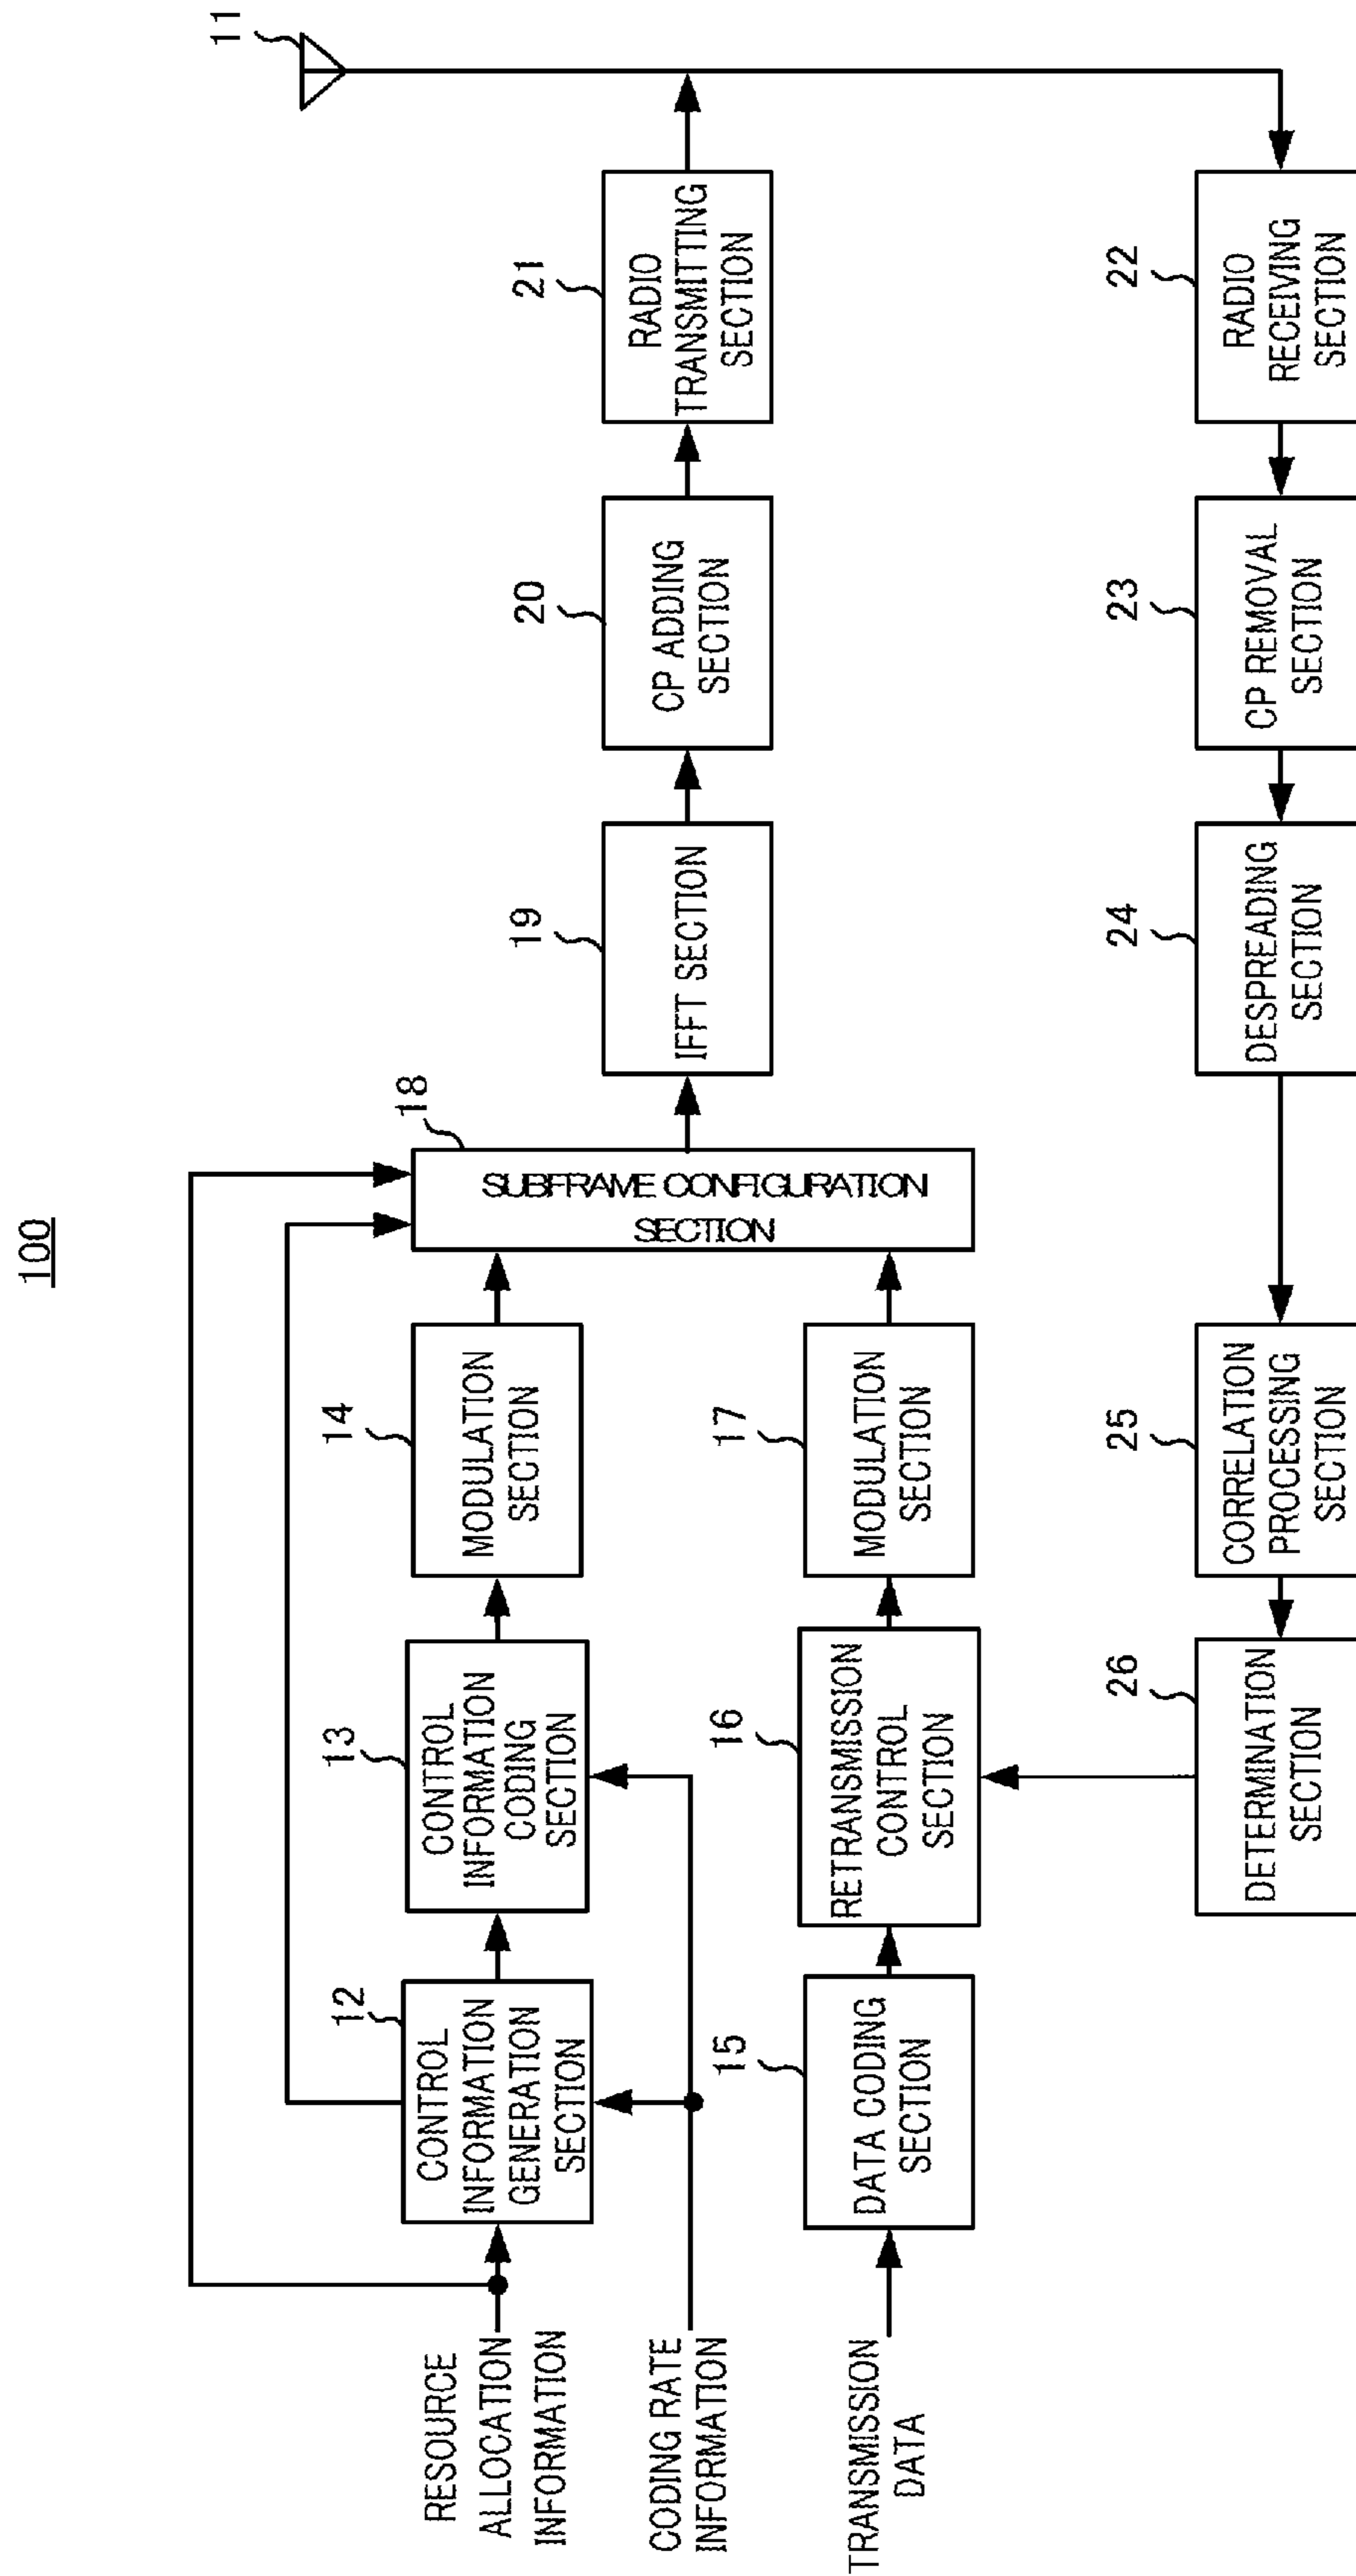 100
11
RESOURCE
ALLOCATION
INFORMATION
CODING RATE
INFORMATION
12
CONTROL
INFORMATION
GENERATION
SECTION
13
CONTROL
INFORMATION
CODING
SECTION
14
MODULATION
SECTION
18
SUBFRAME CONFIGURATION
SECTION
19
IFFT SECTION
20
CP ADDING
SECTION
21
RADIO
TRANSMITTING
SECTION
TRANSMISSION
DATA
15
DATA CODING
SECTION
16
RETRANSMISSION
CONTROL
SECTION
17
MODULATION
SECTION
26
DETERMINATION
SECTION
25
CORRELATION
PROCESSING
SECTION
24
DESPREADING
SECTION
23
CP REMOVAL
SECTION
22
RADIO
RECEIVING
SECTION